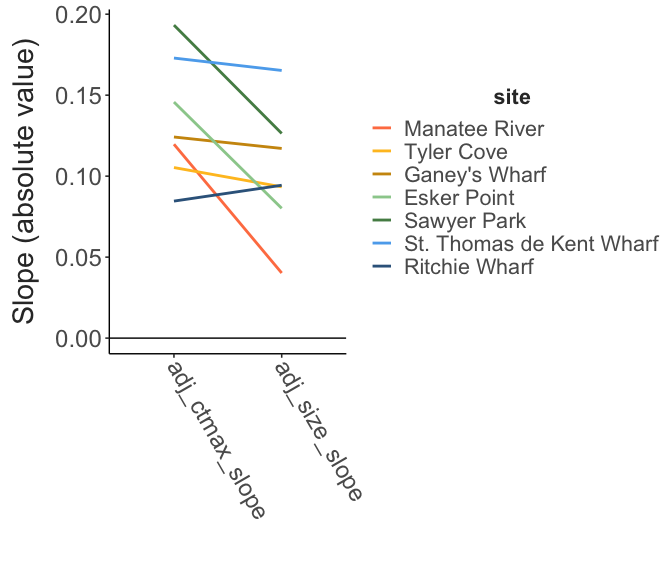 Slope (absolute value)
0.20
0.15
0.10
0.05
0.00
adj_ctmax_slope
adj_size_slope
site
Manatee River
Tyler Cove
Ganey's Wharf
Esker Point
Sawyer Park
St. Thomas de Kent Wharf
Ritchie Wharf